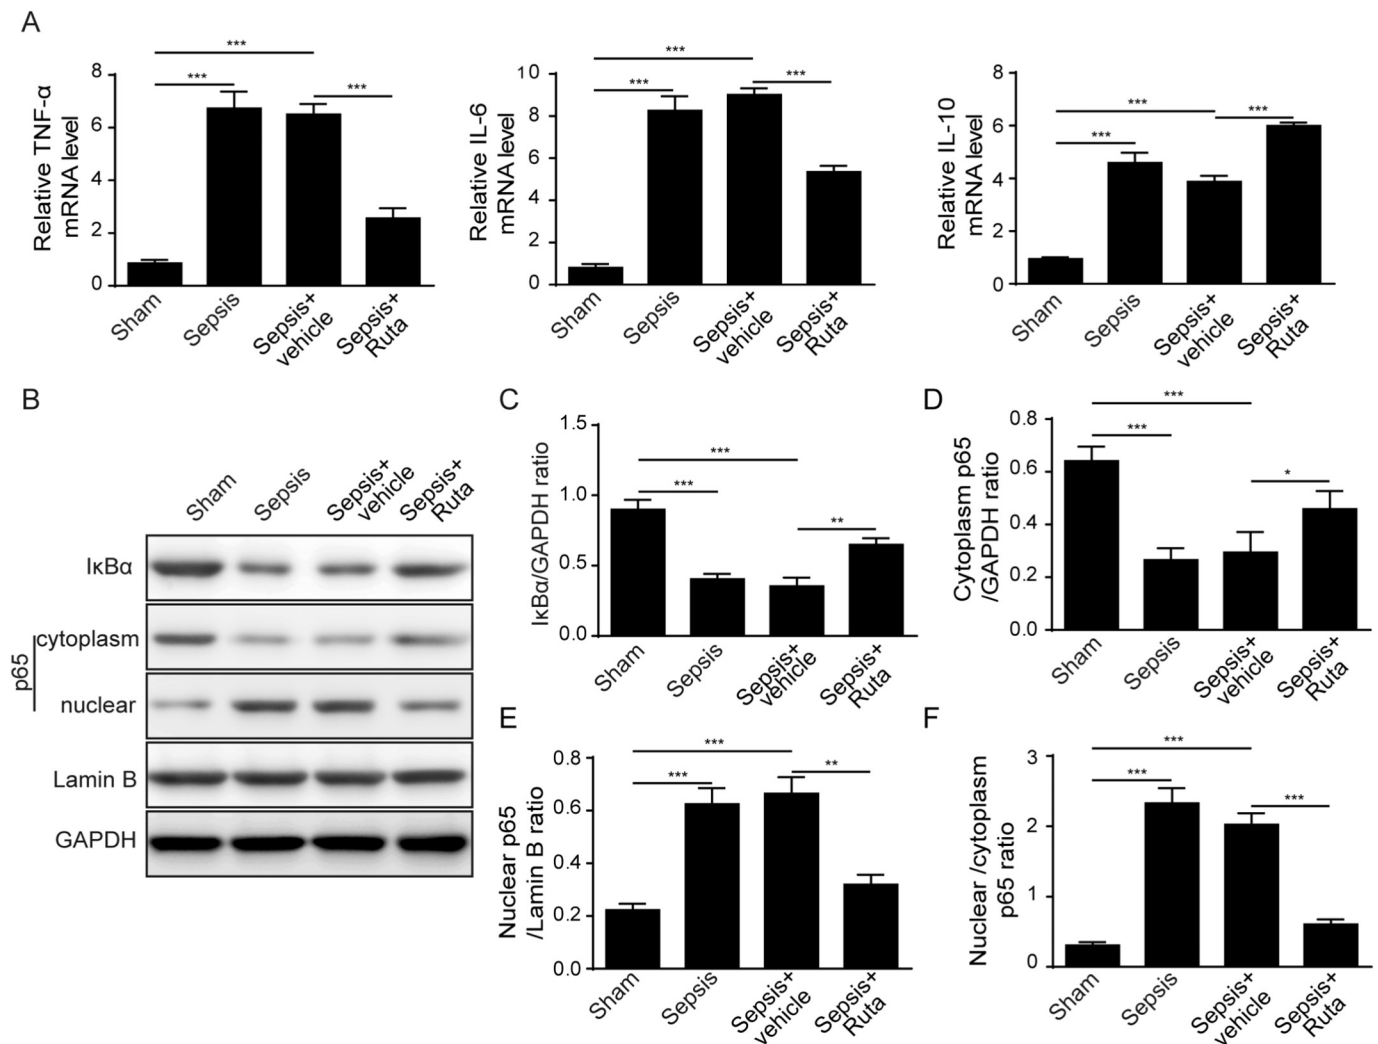 A
Relative TNF-α
mRNA level
8
6
4
2
0
***
***
***
Sham
Sepsis
Sepsis+
vehicle
Sepsis+
Ruta
Relative IL-6
mRNA level
10
8
6
4
2
0
***
***
***
Sham
Sepsis
Sepsis+
vehicle
Sepsis+
Ruta
Relative IL-10
mRNA level
8
6
4
2
0
***
***
***
Sham
Sepsis
Sepsis+
vehicle
Sepsis+
Ruta
B
Sham
Sepsis
Sepsis+
vehicle
Sepsis+
Ruta
IκBα
p65
cytoplasm
nuclear
Lamin B
GAPDH
C
IκBα/GAPDH ratio
1.5
1.0
0.5
0.0
***
***
**
Sham
Sepsis
Sepsis+
vehicle
Sepsis+
Ruta
D
Cytoplasm p65
/GAPDH ratio
0.8
0.6
0.4
0.2
0.0
***
***
*
Sham
Sepsis
Sepsis+
vehicle
Sepsis+
Ruta
E
Nuclear p65
/Lamin B ratio
0.8
0.6
0.4
0.2
0.0
***
***
**
Sham
Sepsis
Sepsis+
vehicle
Sepsis+
Ruta
F
Nuclear /cytoplasm
p65 ratio
3
2
1
0
***
***
***
Sham
Sepsis
Sepsis+
vehicle
Sepsis+
Ruta